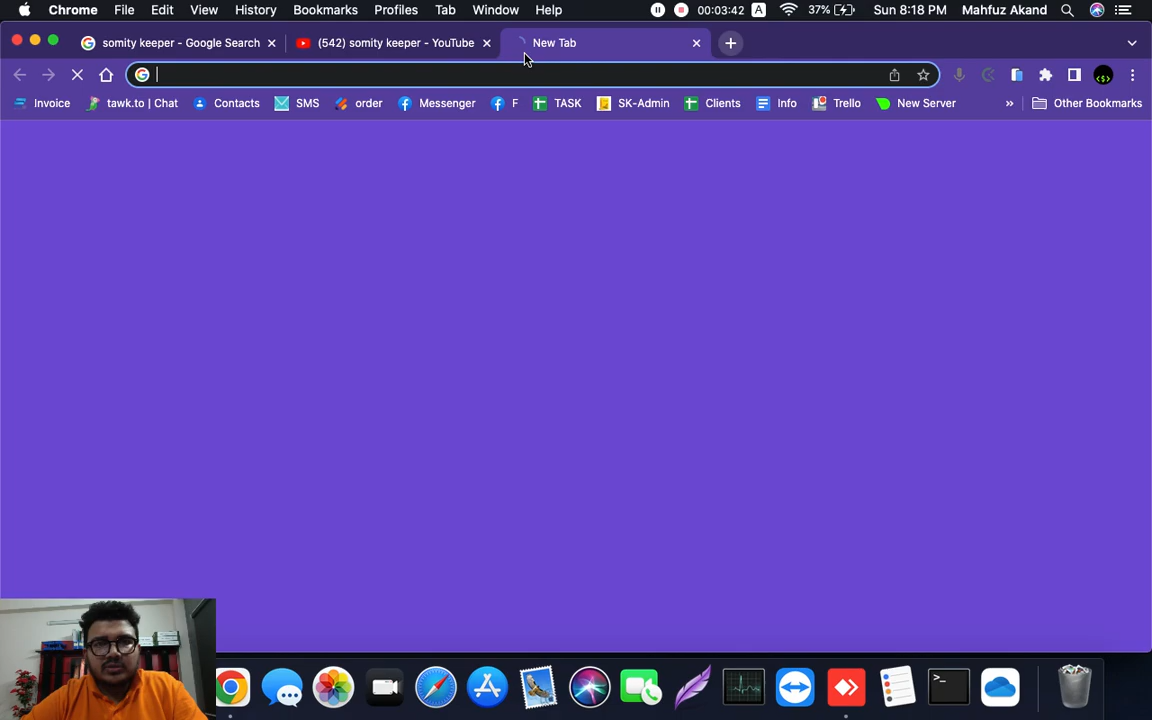 Chrome File Edit View History Bookmarks Profiles Tab Window Help 00:03:42 A 37% Sun 8:18 PM Mahfuz Akand
somity keeper - Google Search (542) somity keeper - YouTube New Tab
Invoice tawk.to | Chat Contacts SMS order Messenger F TASK SK-Admin Clients Info Trello New Server » Other Bookmarks